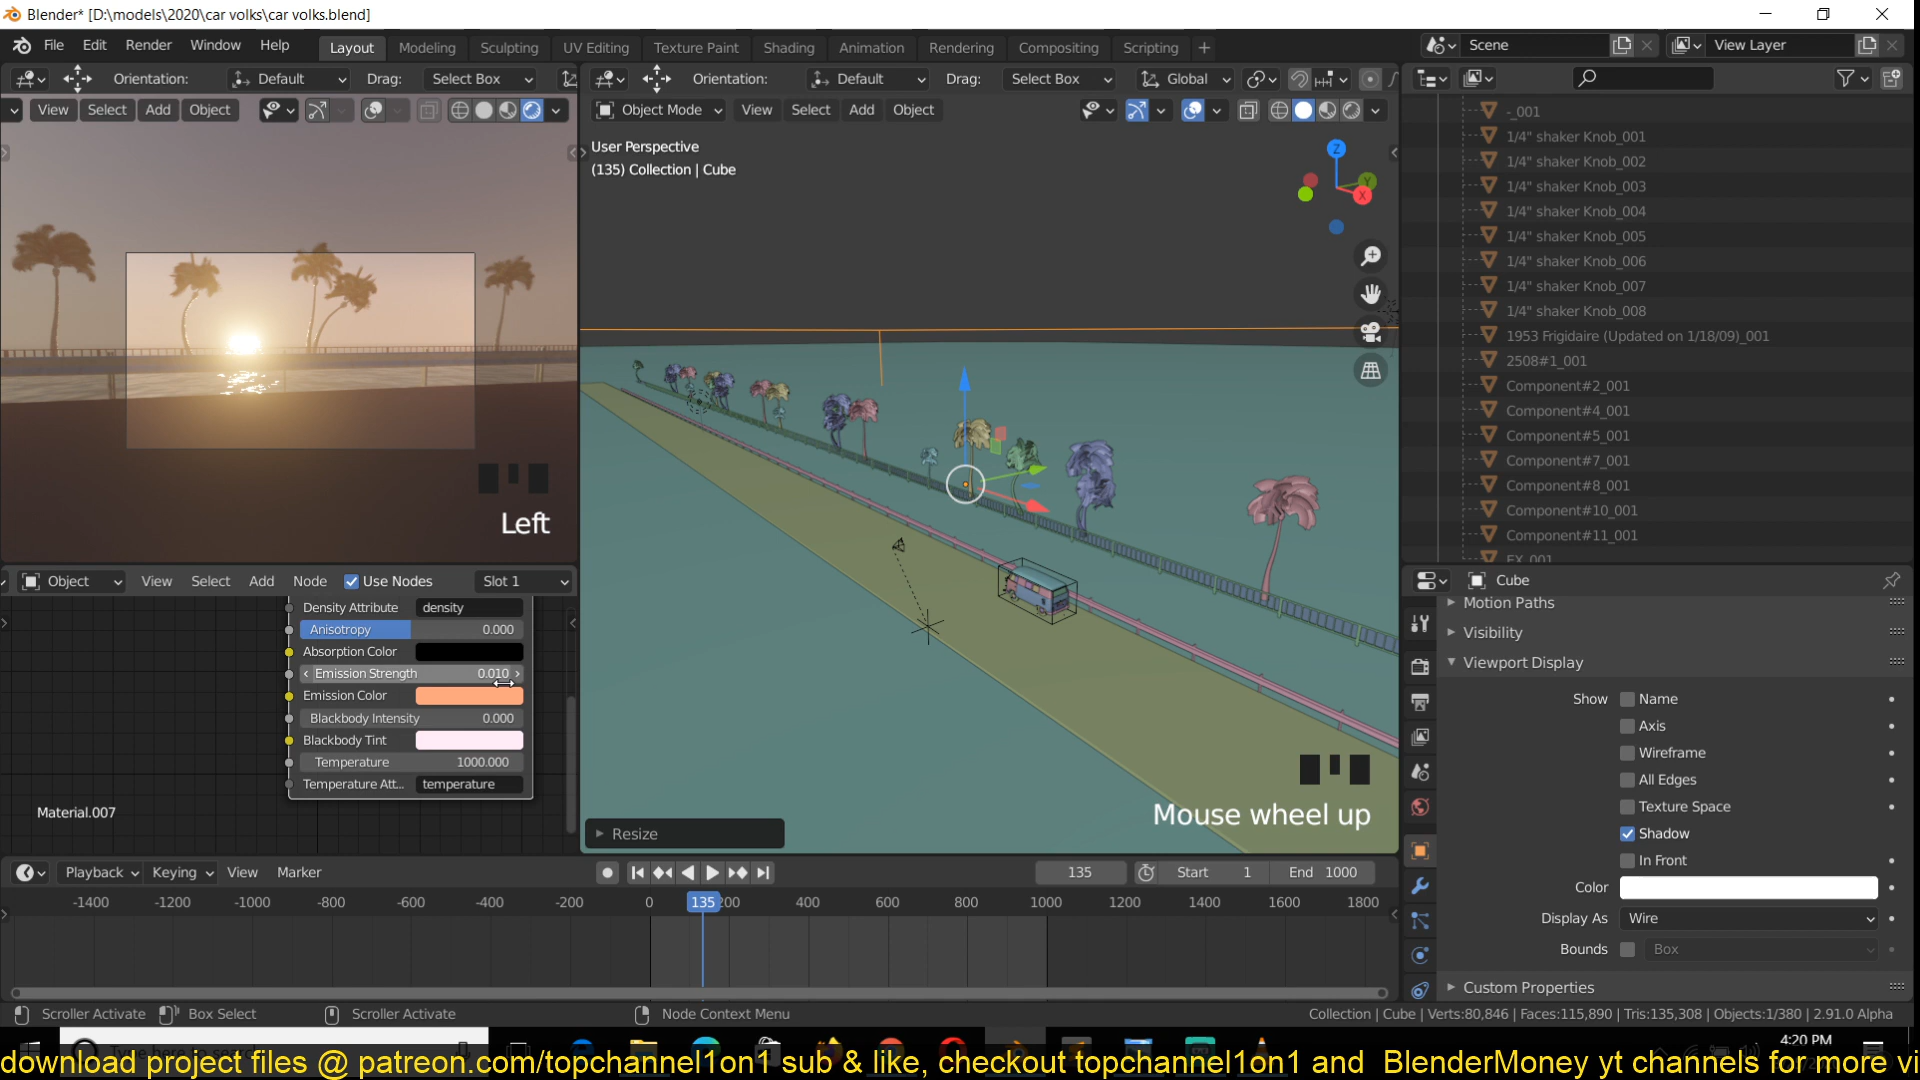 Blender* [D:\models\2020\car volks\car volks.blend]
File Edit Render Window Help Layout Modeling Sculpting UV Editing Texture Paint Shading Animation Rendering Compositing Scripting + Scene View Layer
Orientation: Default Drag: Select Box Orientation: Default Drag: Select Box Global
View Select Add Object Object Mode View Select Add Object
User Perspective
(135) Collection | Cube
Z
Y
X
Left
Mouse wheel up
Resize
-_001
1/4" shaker Knob_001
1/4" shaker Knob_002
1/4" shaker Knob_003
1/4" shaker Knob_004
1/4" shaker Knob_005
1/4" shaker Knob_006
1/4" shaker Knob_007
1/4" shaker Knob_008
1953 Frigidaire (Updated on 1/18/09)_001
2508#1_001
Component#2_001
Component#4_001
Component#5_001
Component#7_001
Component#8_001
Component#10_001
Component#11_001
EX_001
Object View Select Add Node Use Nodes Slot 1
Density Attribute density
Anisotropy 0.000
Absorption Color
Emission Strength 0.010
Emission Color
Blackbody Intensity 0.000
Blackbody Tint
Temperature 1000.000
Temperature Att... temperature
Material.007
Cube
Motion Paths
Visibility
Viewport Display
Show Name
Axis
Wireframe
All Edges
Texture Space
Shadow
In Front
Color
Display As Wire
Bounds Box
Custom Properties
Playback Keying View Marker 135 Start 1 End 1000
-1400 -1200 -1000 -800 -600 -400 -200 0 135 200 400 600 800 1000 1200 1400 1600 1800
Scroller Activate Box Select Scroller Activate Node Context Menu Collection | Cube | Verts:80,846 | Faces:115,890 | Tris:135,308 | Objects:1/380 | 2.91.0 Alpha
4:20 PM
download project files @ patreon.com/topchannel1on1 sub & like, checkout topchannel1on1 and BlenderMoney yt channels for more vi